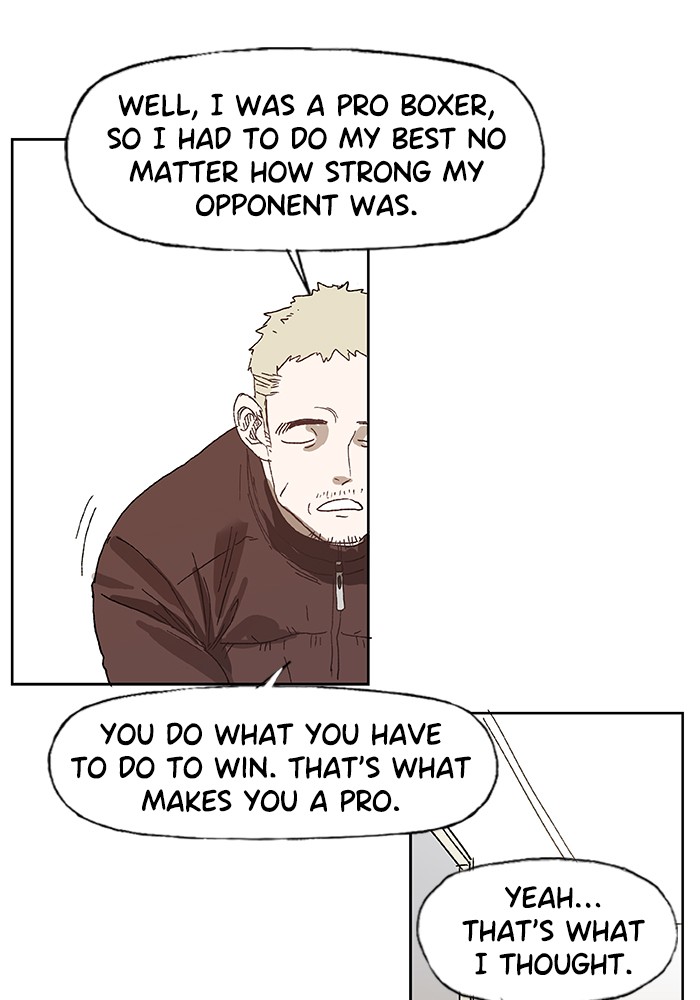 WELL, I WAS A PRO BOXER,
SO I HAD TO DO MY BEST NO
MATTER HOW STRONG MY
OPPONENT WAS.
YOU DO WHAT YOU HAVE
TO DO TO WIN. THAT'S WHAT
MAKES YOU A PRO.
YEAH...
THAT'S WHAT
I THOUGHT.